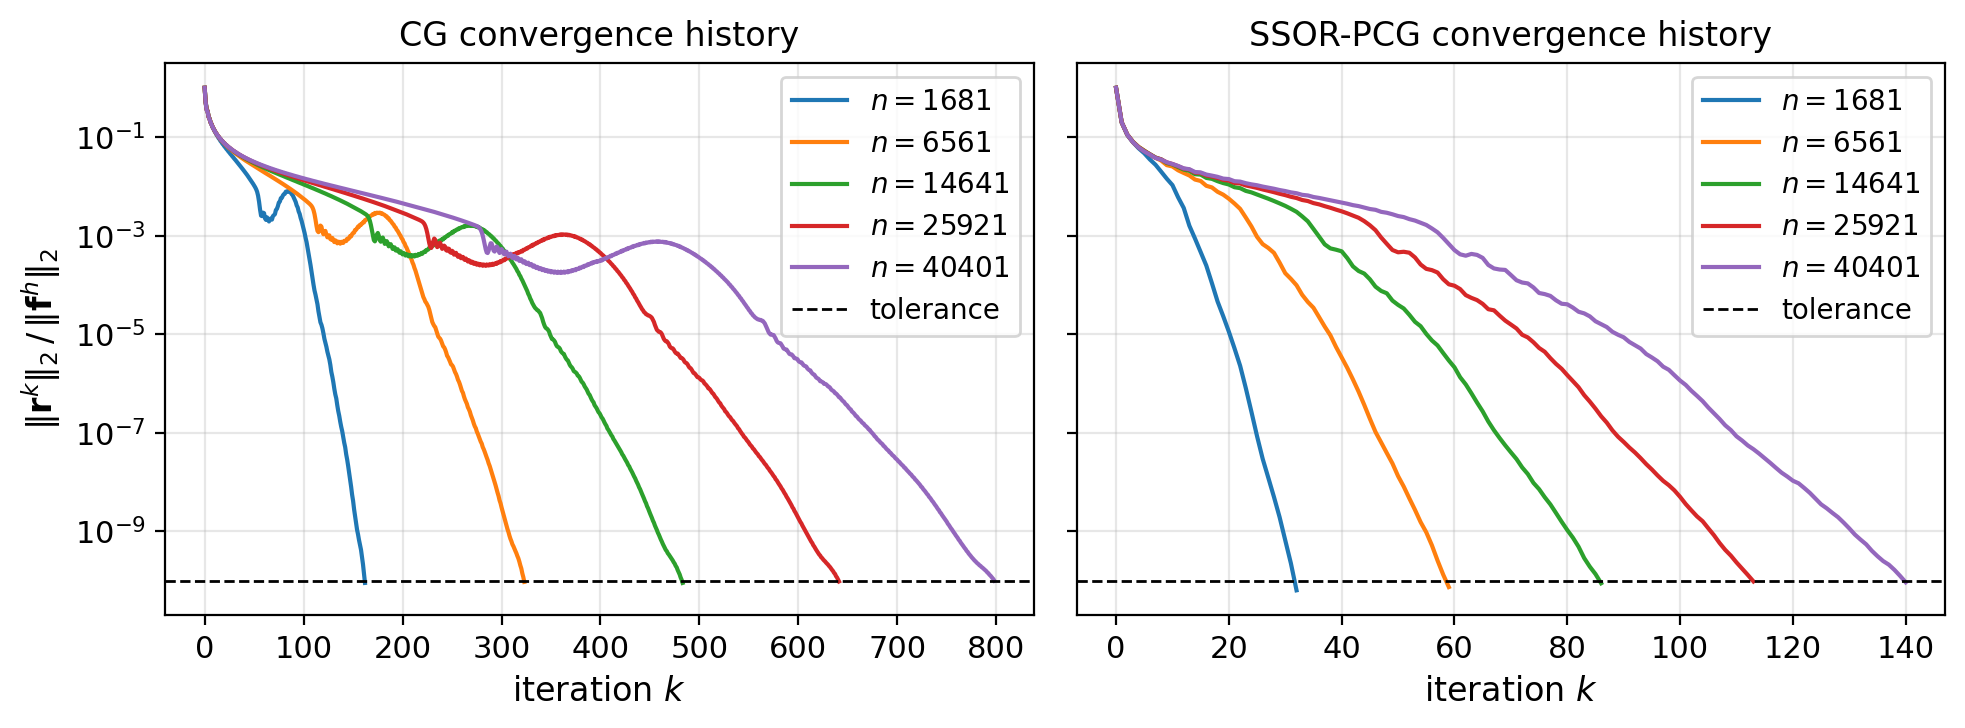 CG convergence history
‖r^k‖₂ / ‖f^h‖₂
10⁻¹
10⁻³
10⁻⁵
10⁻⁷
10⁻⁹
n = 1681
n = 6561
n = 14641
n = 25921
n = 40401
tolerance
0 100 200 300 400 500 600 700 800
iteration k
SSOR-PCG convergence history
n = 1681
n = 6561
n = 14641
n = 25921
n = 40401
tolerance
0 20 40 60 80 100 120 140
iteration k